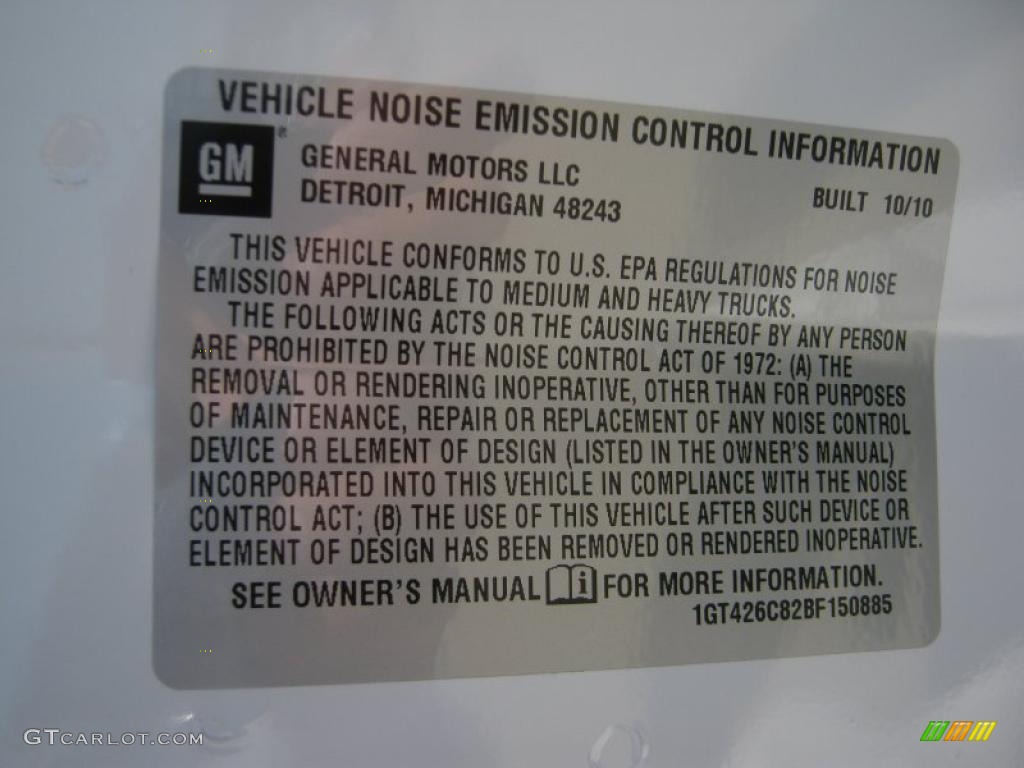 VEHICLE NOISE EMISSION CONTROL INFORMATION
GM®
GENERAL MOTORS LLC
DETROIT, MICHIGAN 48243
BUILT 10/10
THIS VEHICLE CONFORMS TO U.S. EPA REGULATIONS FOR NOISE
EMISSION APPLICABLE TO MEDIUM AND HEAVY TRUCKS.
THE FOLLOWING ACTS OR THE CAUSING THEREOF BY ANY PERSON
ARE PROHIBITED BY THE NOISE CONTROL ACT OF 1972: (A) THE
REMOVAL OR RENDERING INOPERATIVE, OTHER THAN FOR PURPOSES
OF MAINTENANCE, REPAIR OR REPLACEMENT OF ANY NOISE CONTROL
DEVICE OR ELEMENT OF DESIGN (LISTED IN THE OWNER'S MANUAL)
INCORPORATED INTO THIS VEHICLE IN COMPLIANCE WITH THE NOISE
CONTROL ACT; (B) THE USE OF THIS VEHICLE AFTER SUCH DEVICE OR
ELEMENT OF DESIGN HAS BEEN REMOVED OR RENDERED INOPERATIVE.
SEE OWNER'S MANUAL i FOR MORE INFORMATION.
1GT426C82BF150885
GTCARLOT.COM